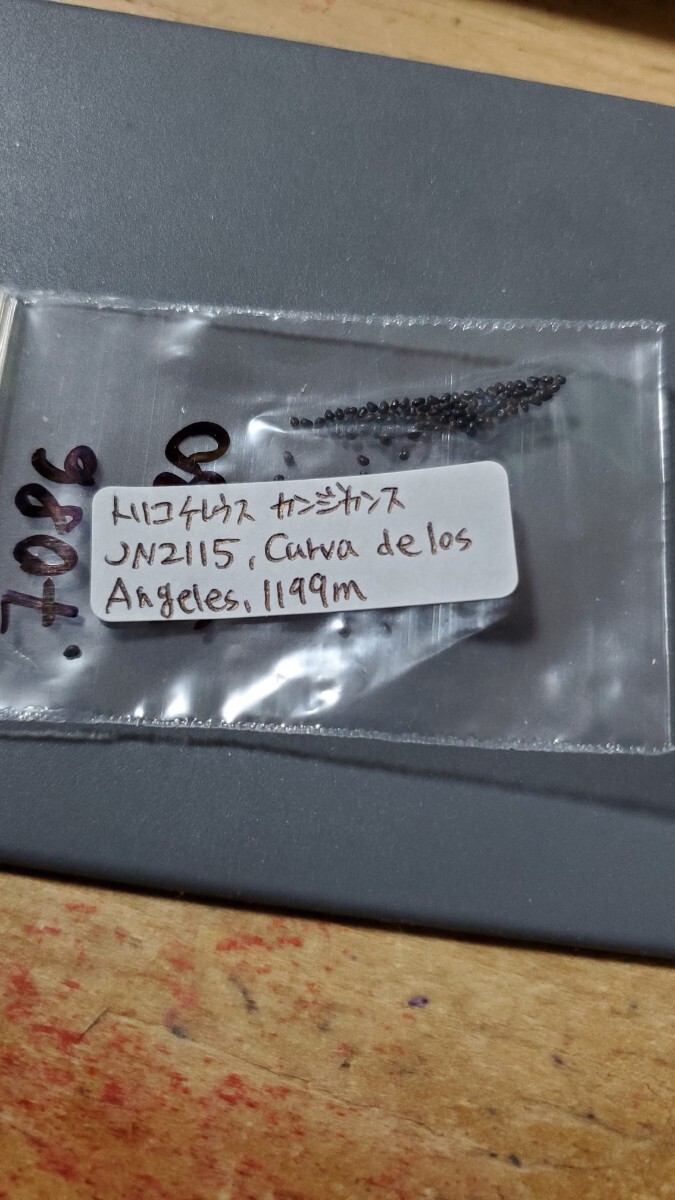 トリコケレウス カンジカンス
JN2115, Curva de los
Angeles, 1199m